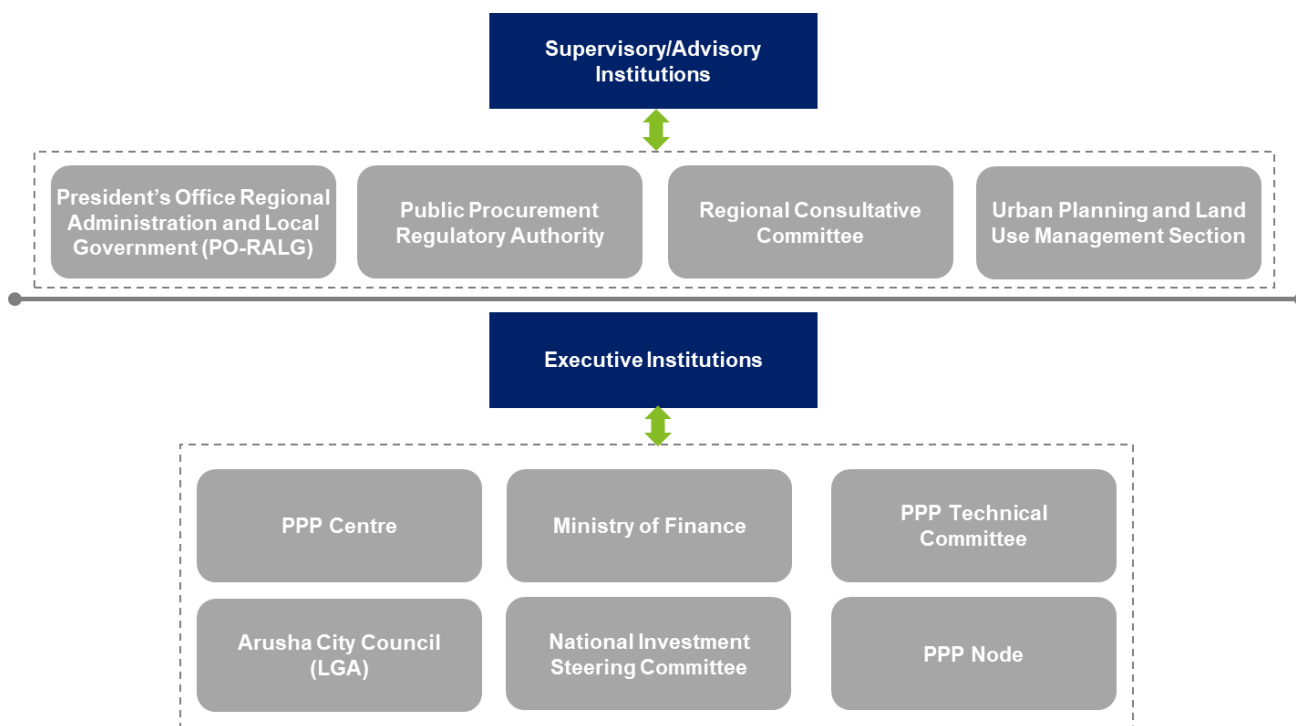 Supervisory/Advisory
Institutions
President’s Office Regional
Administration and Local
Government (PO-RALG)
Public Procurement
Regulatory Authority
Regional Consultative
Committee
Urban Planning and Land
Use Management Section
Executive Institutions
PPP Centre
Ministry of Finance
PPP Technical
Committee
Arusha City Council
(LGA)
National Investment
Steering Committee
PPP Node